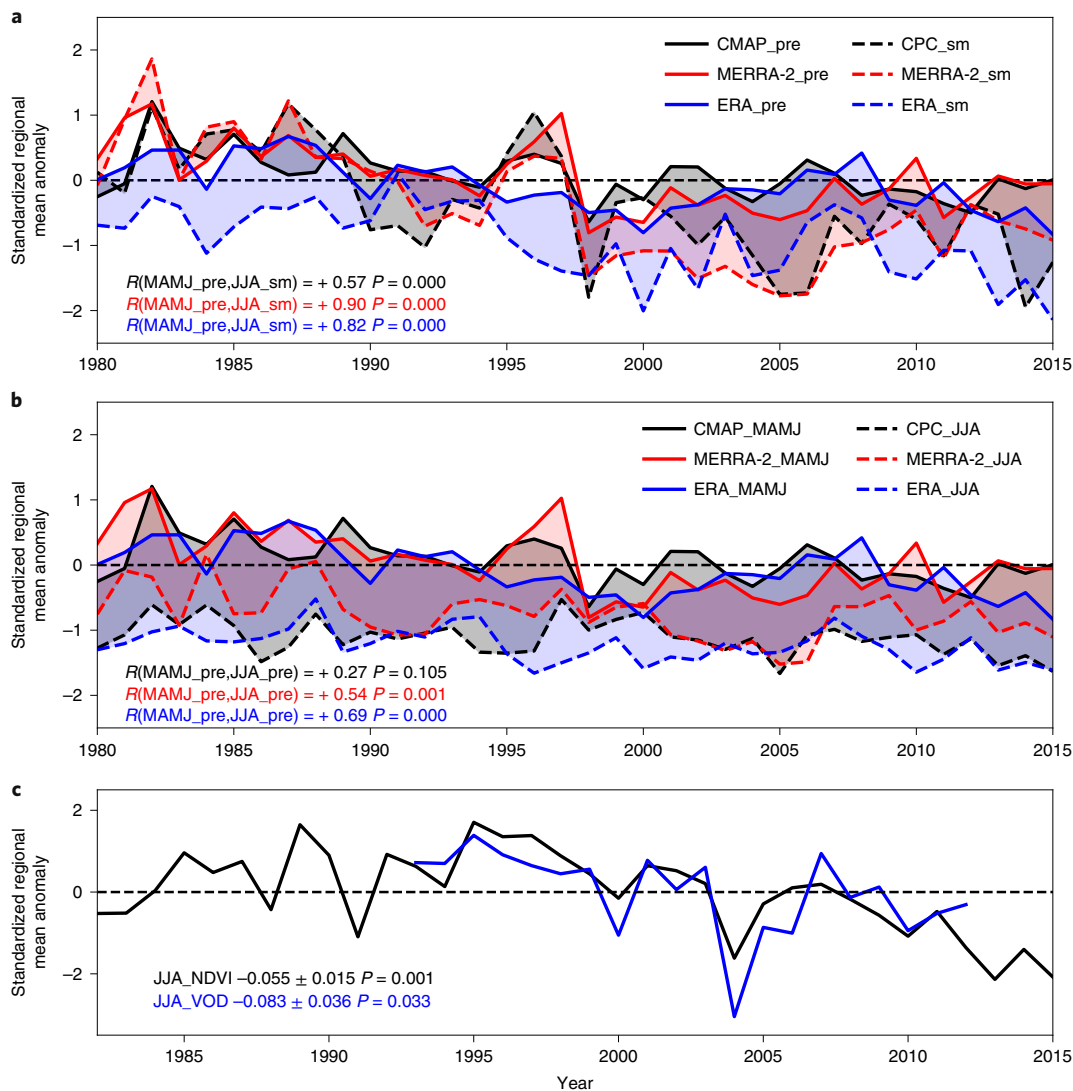 a
CMAP_pre CPC_sm
MERRA-2_pre MERRA-2_sm
ERA_pre ERA_sm
2
1
0
−1
−2
Standardized regional
mean anomaly
R(MAMJ_pre,JJA_sm) = + 0.57 P = 0.000
R(MAMJ_pre,JJA_sm) = + 0.90 P = 0.000
R(MAMJ_pre,JJA_sm) = + 0.82 P = 0.000
1980 1985 1990 1995 2000 2005 2010 2015
b
CMAP_MAMJ CPC_JJA
MERRA-2_MAMJ MERRA-2_JJA
ERA_MAMJ ERA_JJA
2
1
0
−1
−2
Standardized regional
mean anomaly
R(MAMJ_pre,JJA_pre) = + 0.27 P = 0.105
R(MAMJ_pre,JJA_pre) = + 0.54 P = 0.001
R(MAMJ_pre,JJA_pre) = + 0.69 P = 0.000
1980 1985 1990 1995 2000 2005 2010 2015
c
2
0
−2
Standardized regional
mean anomaly
JJA_NDVI −0.055 ± 0.015 P = 0.001
JJA_VOD −0.083 ± 0.036 P = 0.033
1985 1990 1995 2000 2005 2010 2015
Year